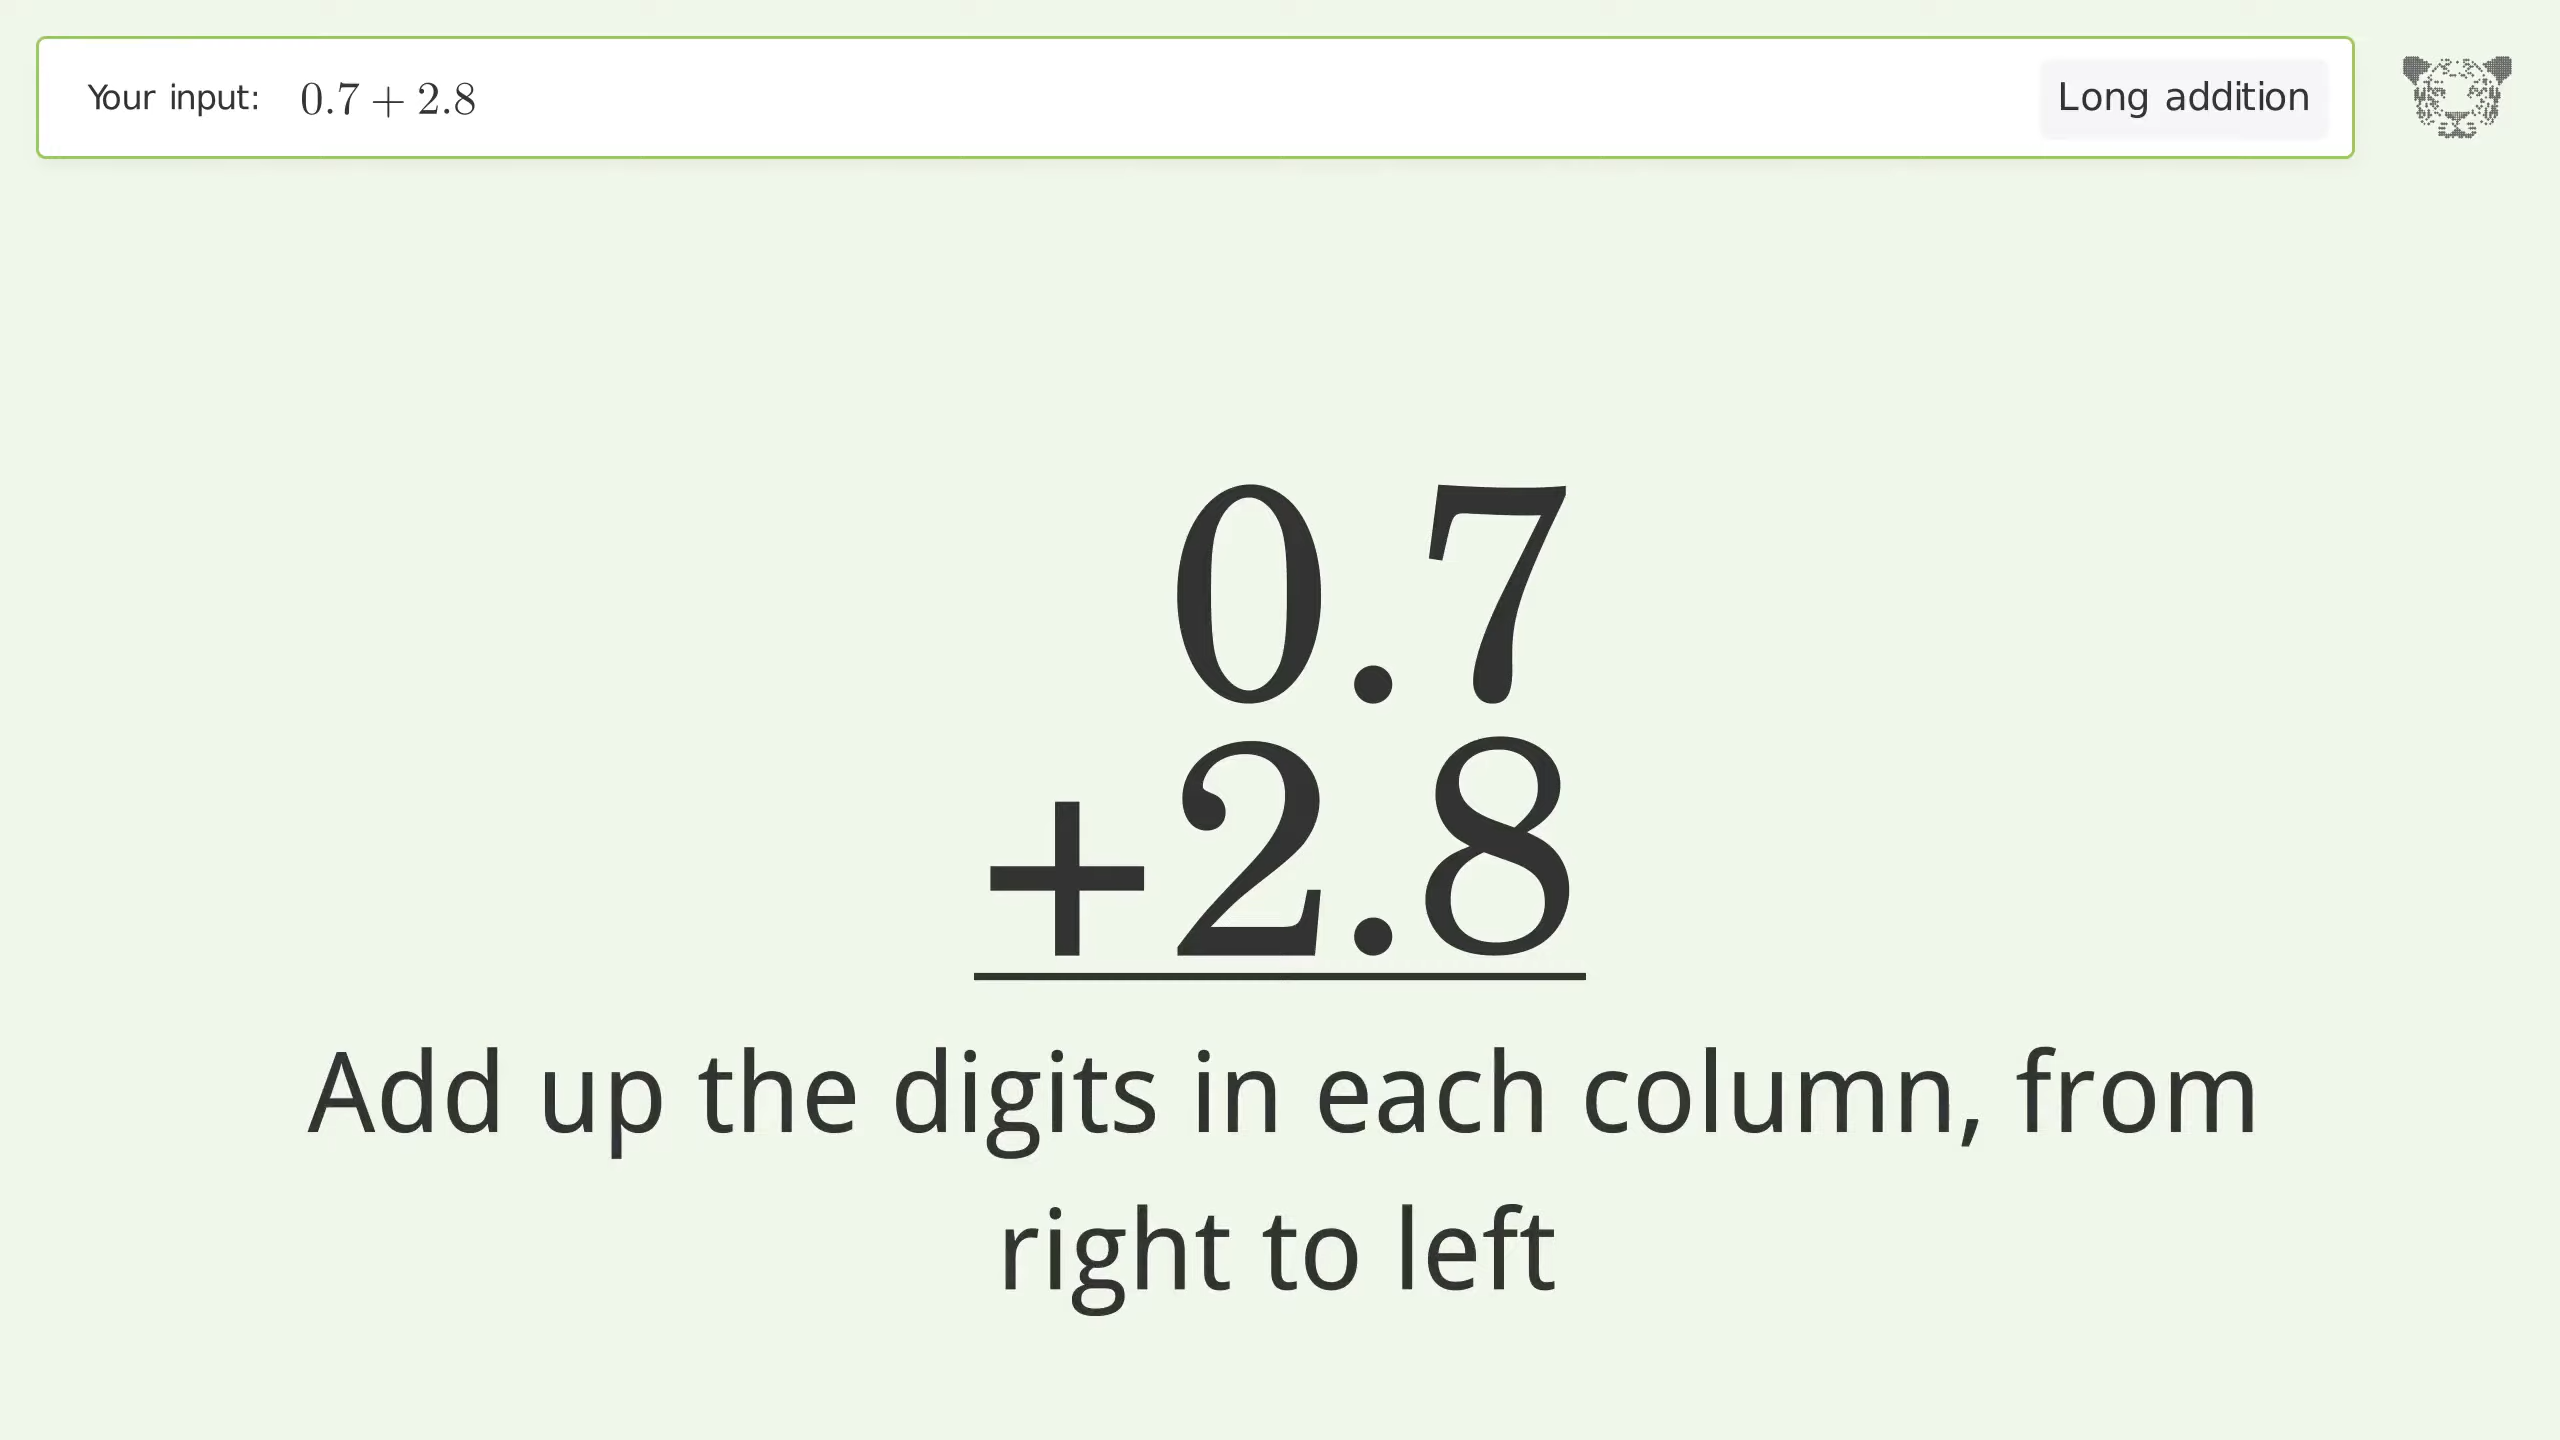 Your input: 0.7 + 2.8
Long addition
0.7
+2.8
Add up the digits in each column, from
right to left